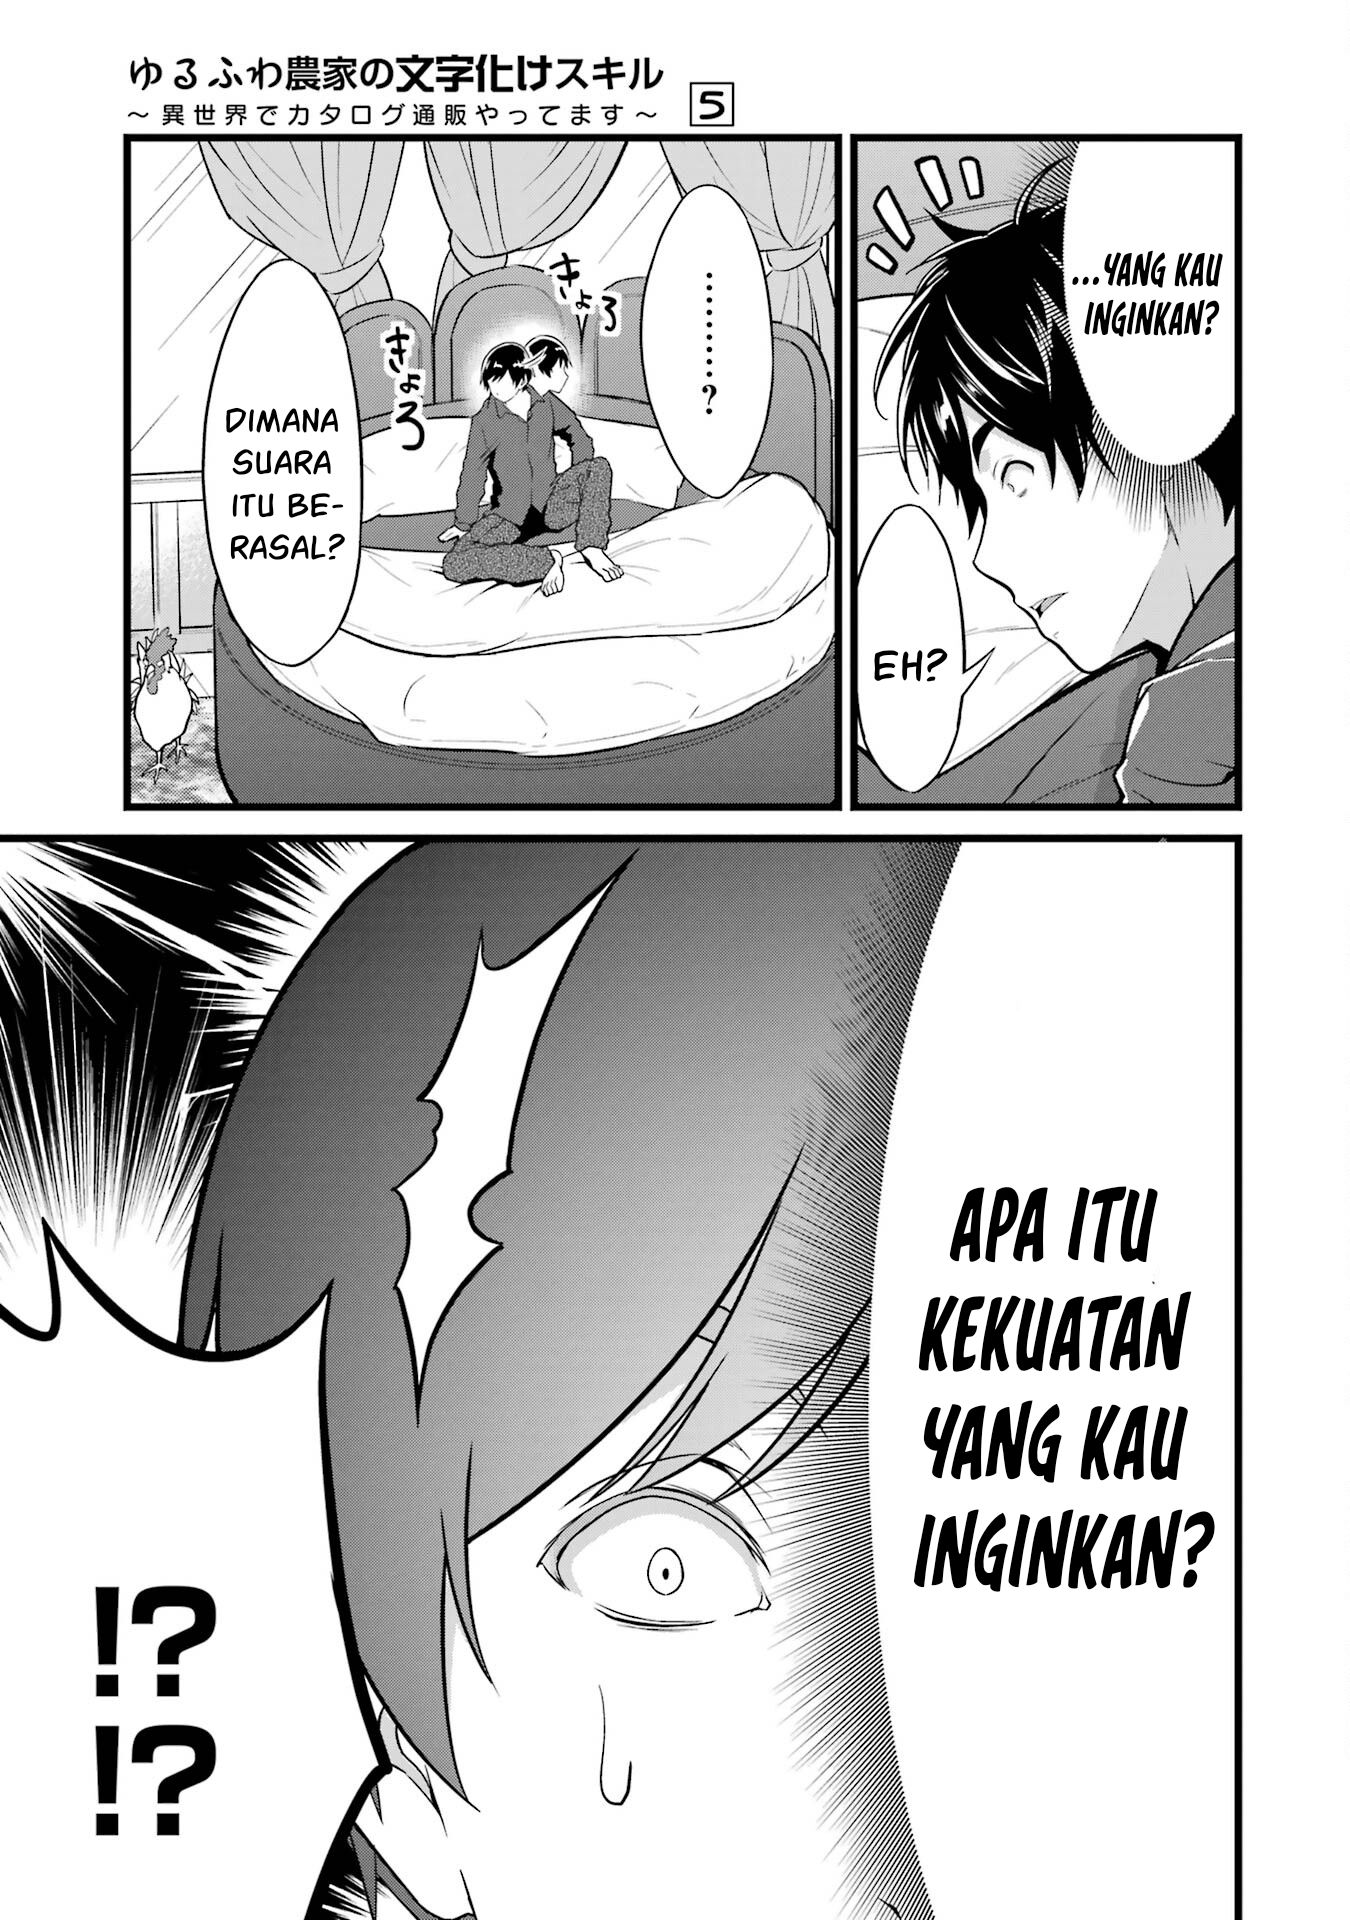 ゆるふわ農家の文字化けスキル
～異世界でカタログ通販やってます～ 5
...YANG KAU
INGINKAN?
EH?
………?
きょろ
きょろ
DIMANA
SUARA
ITU BE-
RASAL?
APA ITU
KEKUATAN
YANG KAU
INGINKAN?
!?
!?